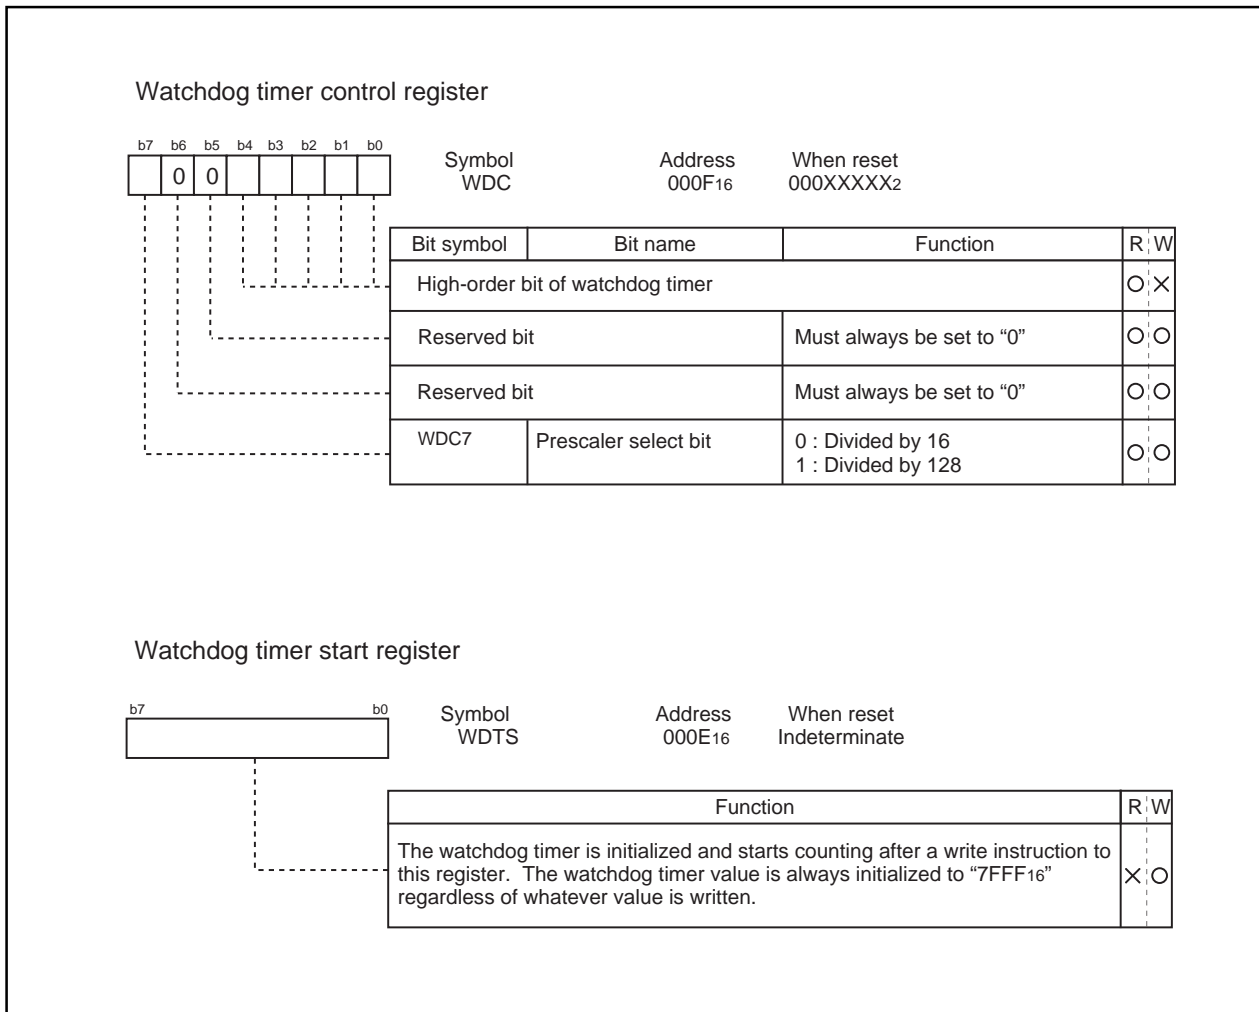 Watchdog timer control register
b7 b6 b5 b4 b3 b2 b1 b0
0 0
Symbol Address When reset
WDC 000F16 000XXXXX2
Bit symbol Bit name Function R W
High-order bit of watchdog timer
Reserved bit Must always be set to “0”
Reserved bit Must always be set to “0”
WDC7 Prescaler select bit 0 : Divided by 16
1 : Divided by 128
Watchdog timer start register
b7 b0
Symbol Address When reset
WDTS 000E16 Indeterminate
Function R W
The watchdog timer is initialized and starts counting after a write instruction to
this register. The watchdog timer value is always initialized to “7FFF16”
regardless of whatever value is written.